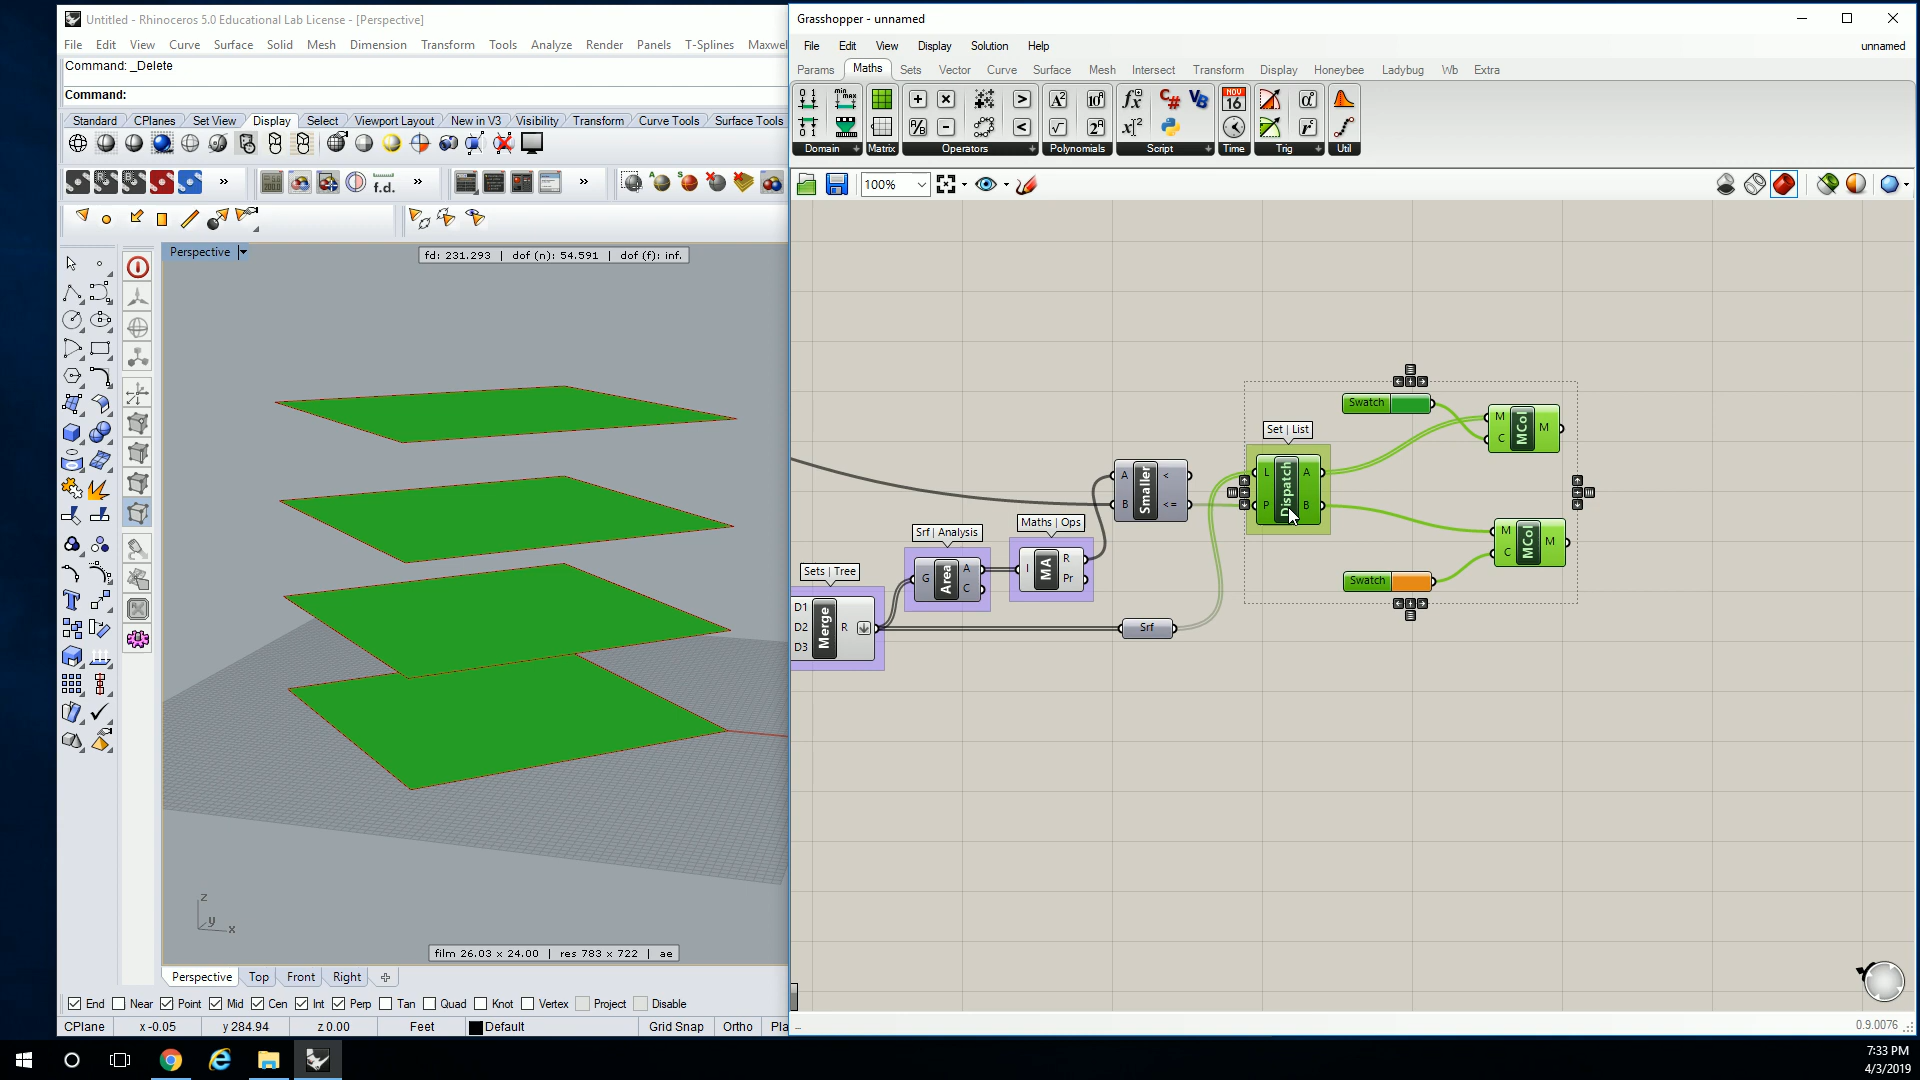 Untitled - Rhinoceros 5.0 Educational Lab License - [Perspective]
File Edit View Curve Surface Solid Mesh Dimension Transform Tools Analyze Render Panels T-Splines Maxwel
Command: _Delete
Command:
Standard CPlanes Set View Display Select Viewport Layout New in V3 Visibility Transform Curve Tools Surface Tools
f.d.
Perspective
fd: 231.293 | dof (n): 54.591 | dof (f): inf.
z
y
x
film 26.03 x 24.00 | res 783 x 722 | ae
Perspective Top Front Right
End Near Point Mid Cen Int Perp Tan Quad Knot Vertex Project Disable
CPlane x -0.05 y 284.94 z 0.00 Feet Default Grid Snap Ortho Pla
Grasshopper - unnamed
File Edit View Display Solution Help
unnamed
Params Maths Sets Vector Curve Surface Mesh Intersect Transform Display Honeybee Ladybug Wb Extra
Domain Matrix Operators Polynomials Script Time Trig Util
100%
Swatch
M
C
MCol
M
Set | List
L
P
Dispatch
A
B
A
B
Smaller
<
<=
Maths | Ops
I
MA
R
Pr
Srf | Analysis
G
Area
A
C
Sets | Tree
D1
D2
D3
Merge
R
Srf
M
C
MCol
M
Swatch
0.9.0076
7:33 PM
4/3/2019